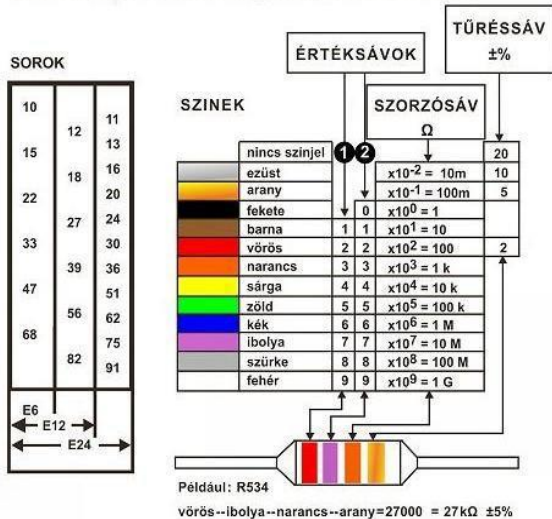 TŰRÉSSÁV
±%
ÉRTÉKSÁVOK
SOROK
SZINEK
SZORZÓSÁV
Ω
10
15
22
33
47
68
12
18
27
39
56
82
11
13
16
20
24
30
36
51
62
75
91
E6
E12
E24
nincs szinjel 1 2 20
ezüst x10-2 = 10m 10
arany x10-1 = 100m 5
fekete 0 x100 = 1
barna 1 1 x101 = 10
vörös 2 2 x102 = 100 2
narancs 3 3 x103 = 1 k
sárga 4 4 x104 = 10 k
zöld 5 5 x105 = 100 k
kék 6 6 x106 = 1 M
ibolya 7 7 x107 = 10 M
szürke 8 8 x108 = 100 M
fehér 9 9 x109 = 1 G
Például: R534
vörös--ibolya--narancs--arany=27000 = 27kΩ ±5%